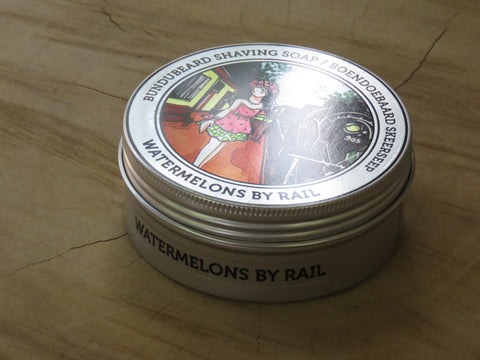 BUNDUBEARD SHAVING SOAP / BOENDOEBAARD SKEERSEEP
WATERMELONS BY RAIL
WATERMELONS BY RAIL